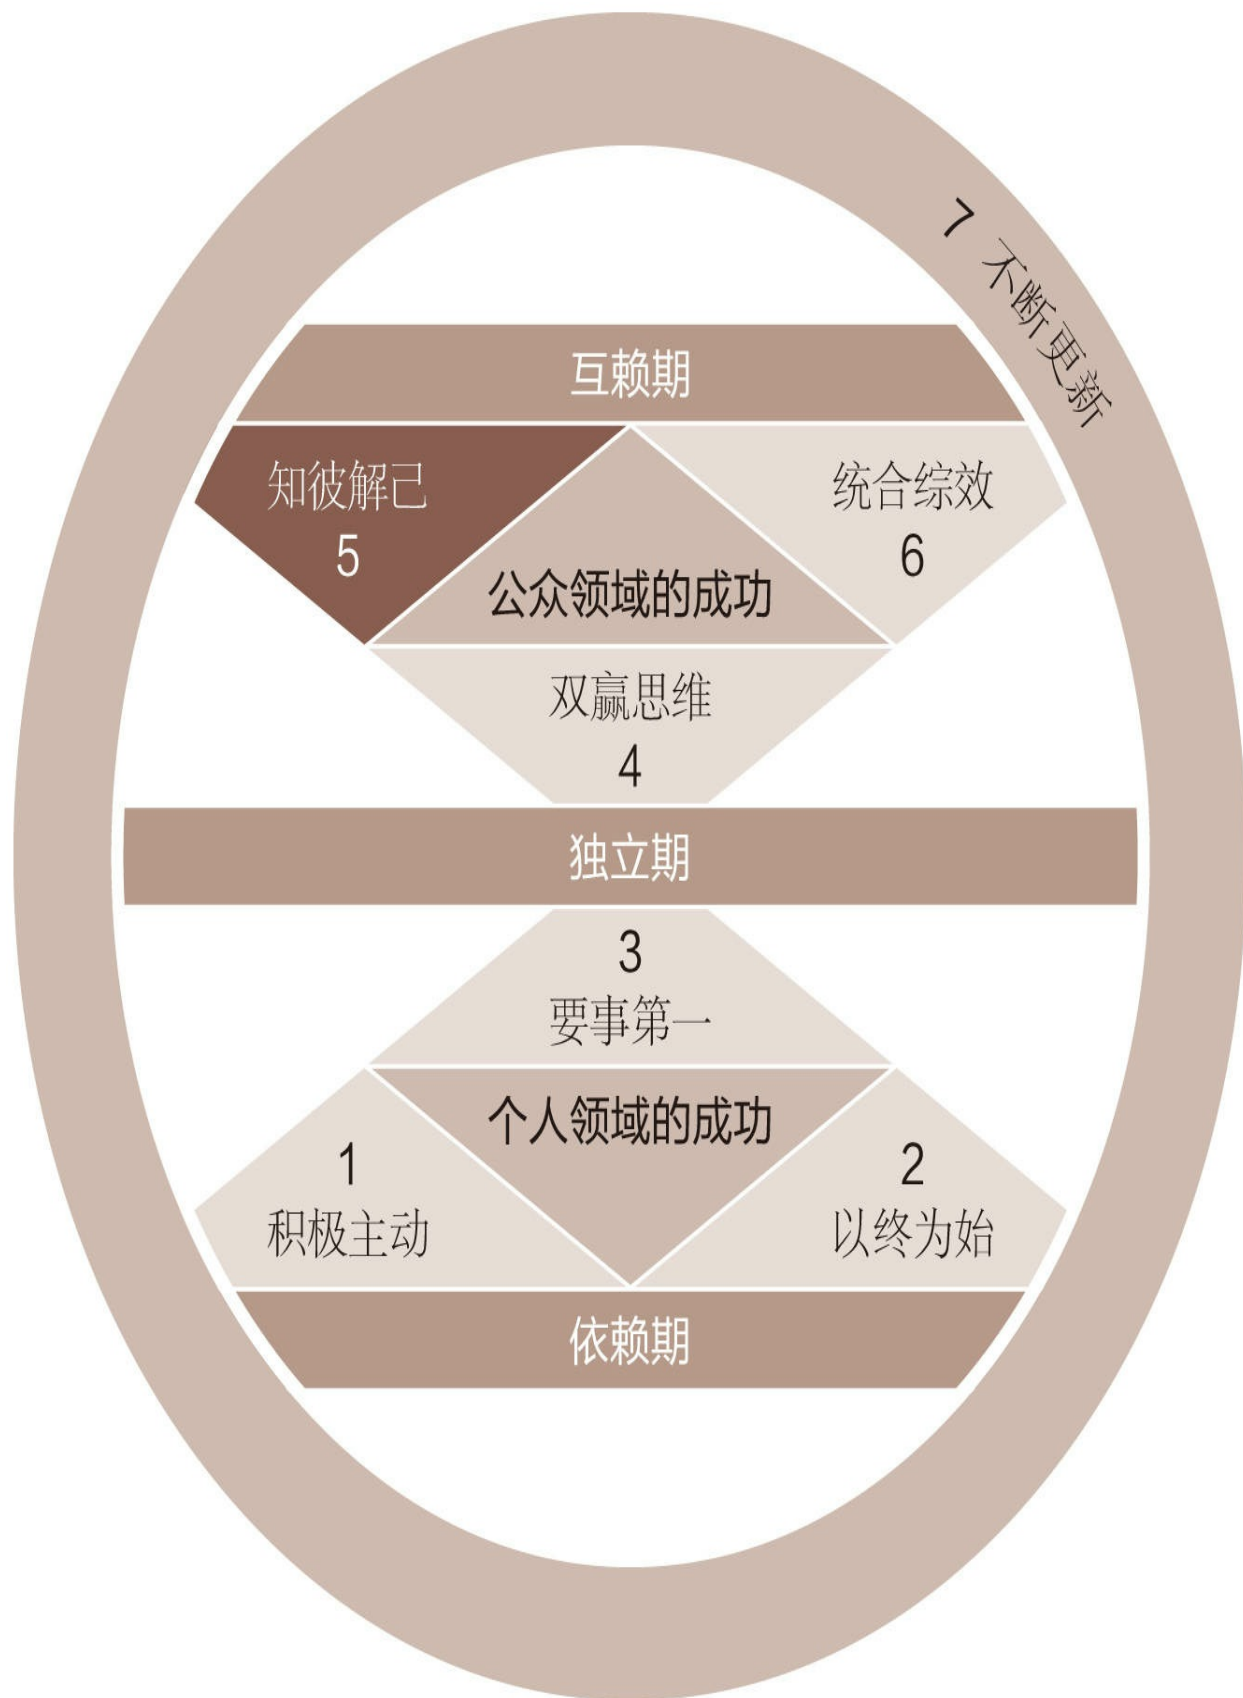 7 不断更新
互赖期
知彼解己
5
统合综效
6
公众领域的成功
双赢思维
4
独立期
3
要事第一
个人领域的成功
1
积极主动
2
以终为始
依赖期